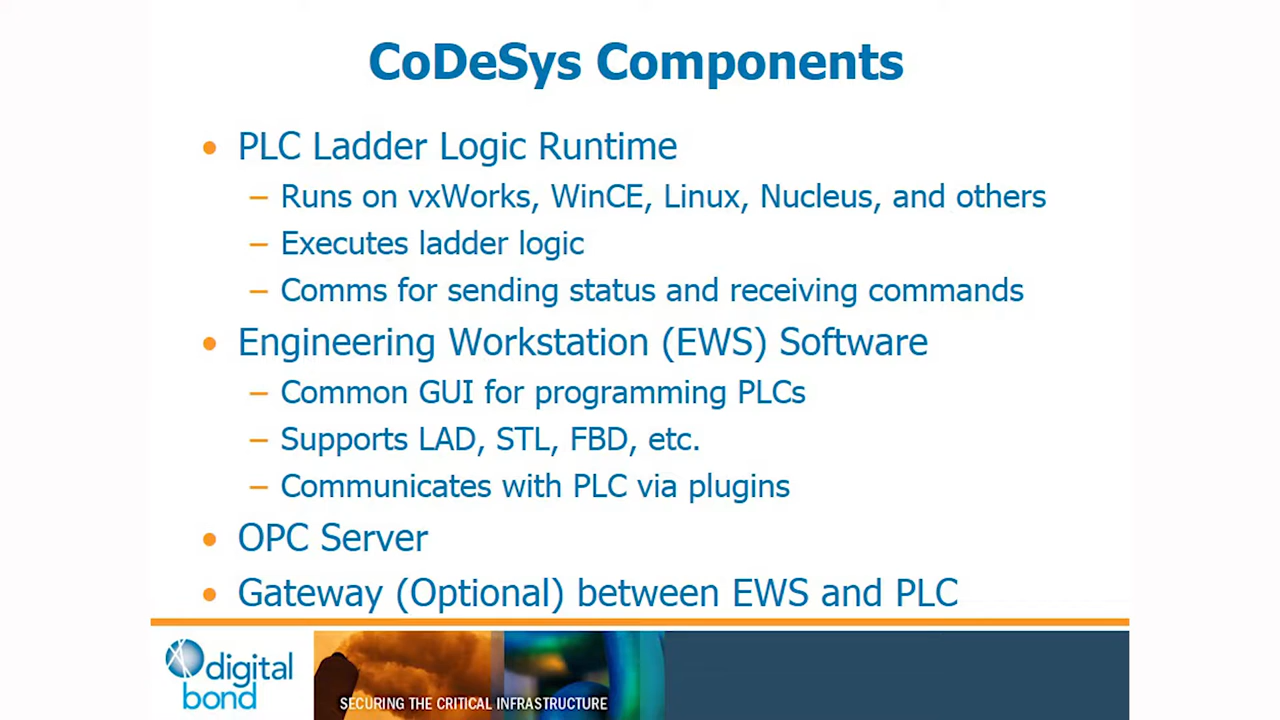 CoDeSys Components
• PLC Ladder Logic Runtime
– Runs on vxWorks, WinCE, Linux, Nucleus, and others
– Executes ladder logic
– Comms for sending status and receiving commands
• Engineering Workstation (EWS) Software
– Common GUI for programming PLCs
– Supports LAD, STL, FBD, etc.
– Communicates with PLC via plugins
• OPC Server
• Gateway (Optional) between EWS and PLC
digital
bond
SECURING THE CRITICAL INFRASTRUCTURE